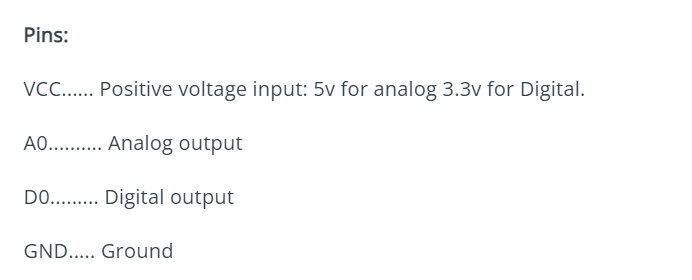 Pins:
VCC...... Positive voltage input: 5v for analog 3.3v for Digital.
A0.......... Analog output
D0......... Digital output
GND..... Ground